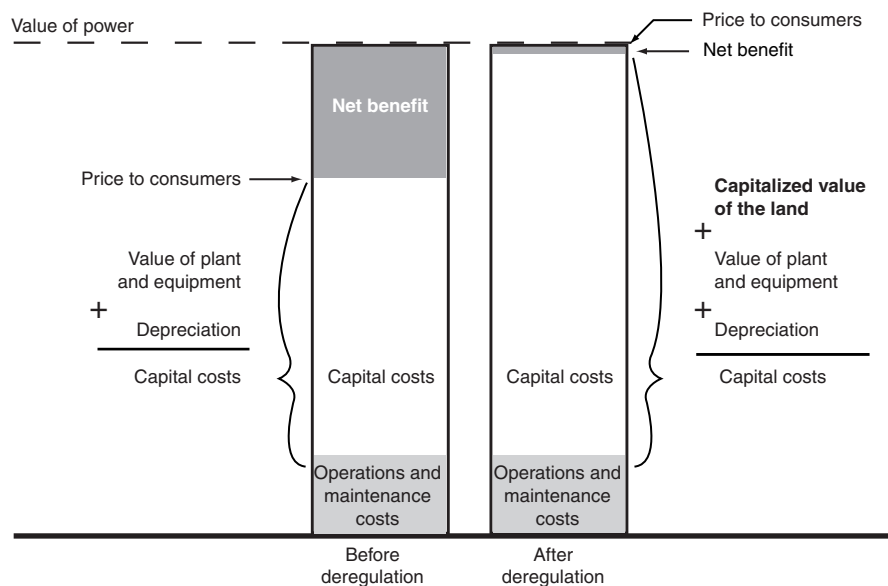 Value of power
Price to consumers
Net benefit
Net benefit
Price to consumers
Capitalized value
of the land
+
Value of plant
and equipment
+
Depreciation
Capital costs
Value of plant
and equipment
+
Depreciation
Capital costs
Capital costs
Capital costs
Operations and
maintenance
costs
Operations and
maintenance
costs
Before
deregulation
After
deregulation